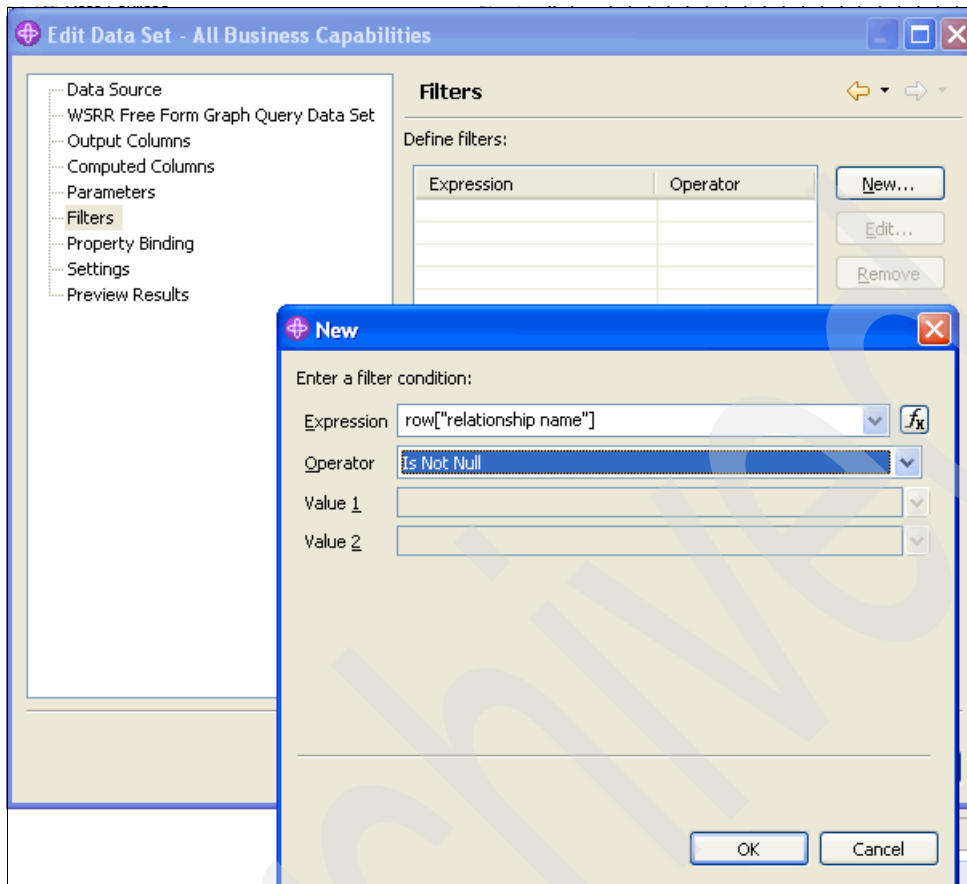 Edit Data Set - All Business Capabilities
Data Source
WSRR Free Form Graph Query Data Set
Output Columns
Computed Columns
Parameters
Filters
Property Binding
Settings
Preview Results
Filters
Define filters:
Expression Operator
New...
Edit...
Remove
New
Enter a filter condition:
Expression row["relationship name"] fx
Operator Is Not Null
Value 1
Value 2
OK Cancel